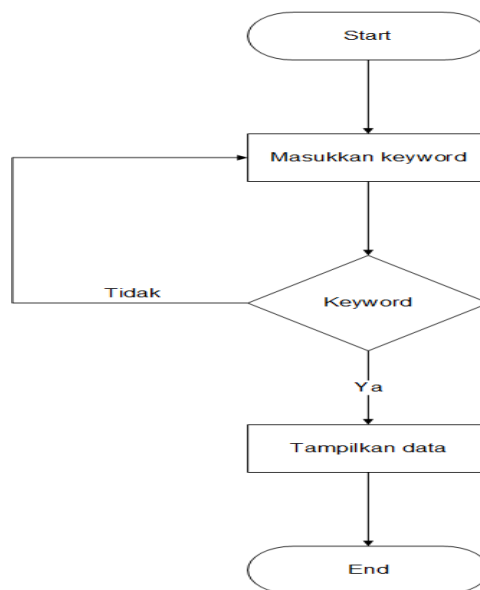 Start
Masukkan keyword
Tidak
Keyword
Ya
Tampilkan data
End